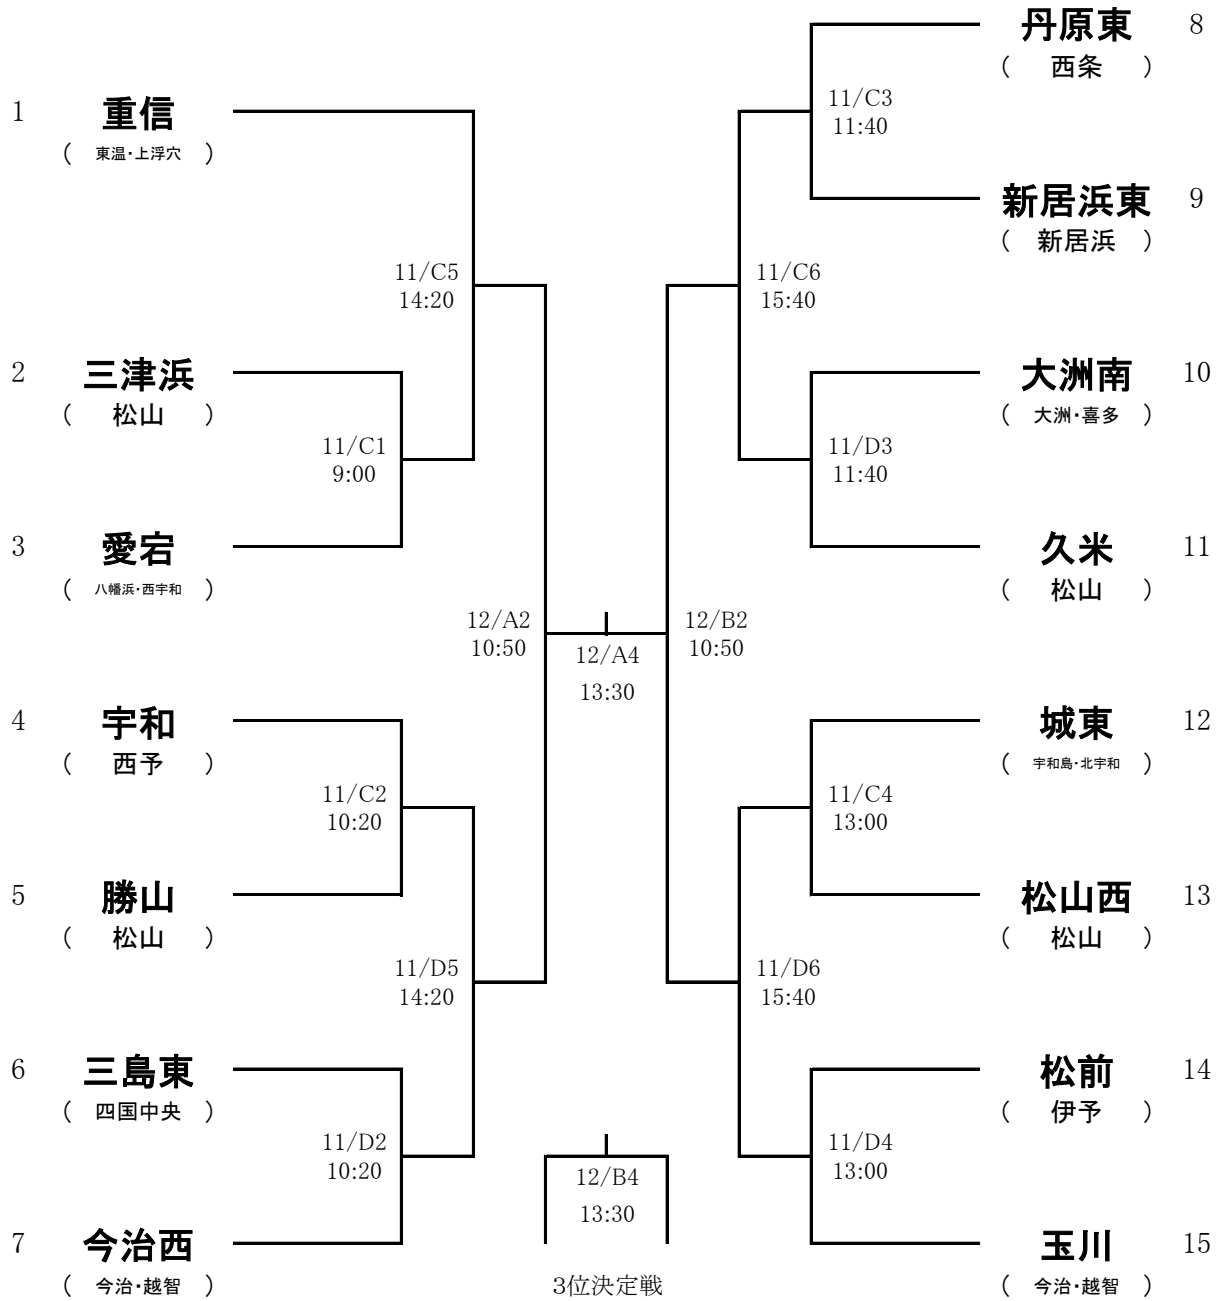 1 重信
( 東温・上浮穴 )
11/C5
14:20
2 三津浜
( 松山 )
11/C1
9:00
3 愛宕
( 八幡浜・西宇和 )
12/A2
10:50
4 宇和
( 西予 )
11/C2
10:20
5 勝山
( 松山 )
11/D5
14:20
6 三島東
( 四国中央 )
11/D2
10:20
7 今治西
( 今治・越智 )
12/A4
13:30
12/B4
13:30
3位決定戦
丹原東 8
( 西条 )
11/C3
11:40
新居浜東 9
( 新居浜 )
11/C6
15:40
大洲南 10
( 大洲・喜多 )
11/D3
11:40
久米 11
( 松山 )
12/B2
10:50
城東 12
( 宇和島・北宇和 )
11/C4
13:00
松山西 13
( 松山 )
11/D6
15:40
松前 14
( 伊予 )
11/D4
13:00
玉川 15
( 今治・越智 )